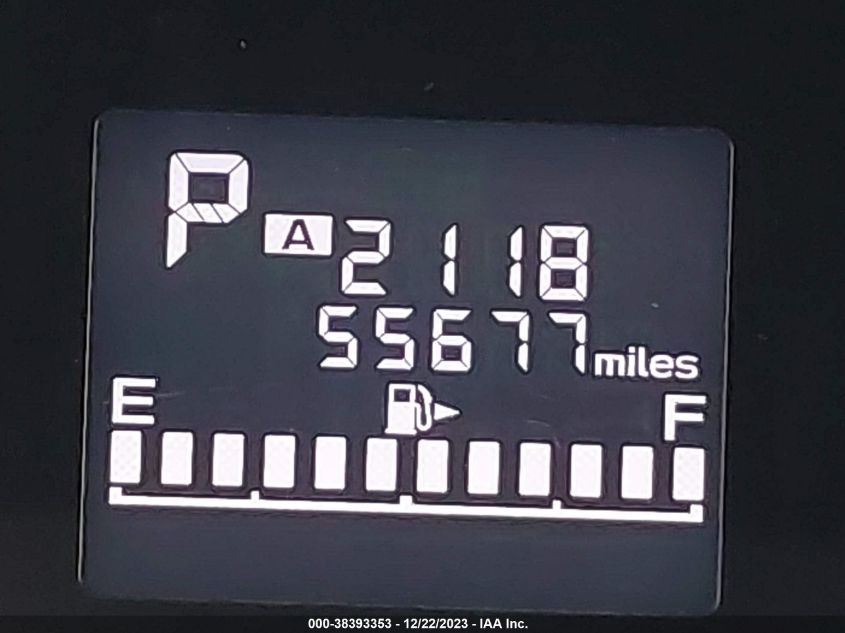 P
A 2118
55677 miles
E F
000-38393353 - 12/22/2023 - IAA Inc.